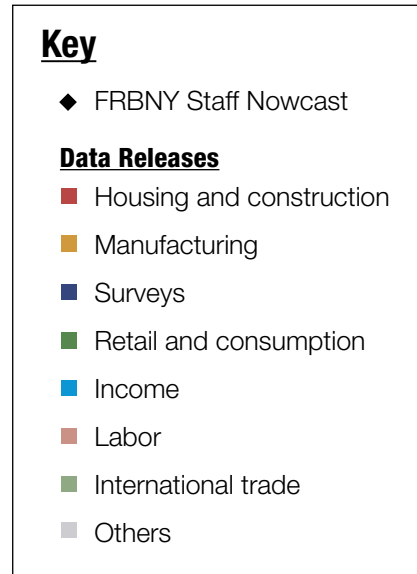 Key
FRBNY Staff Nowcast
Data Releases
Housing and construction
Manufacturing
Surveys
Retail and consumption
Income
Labor
International trade
Others